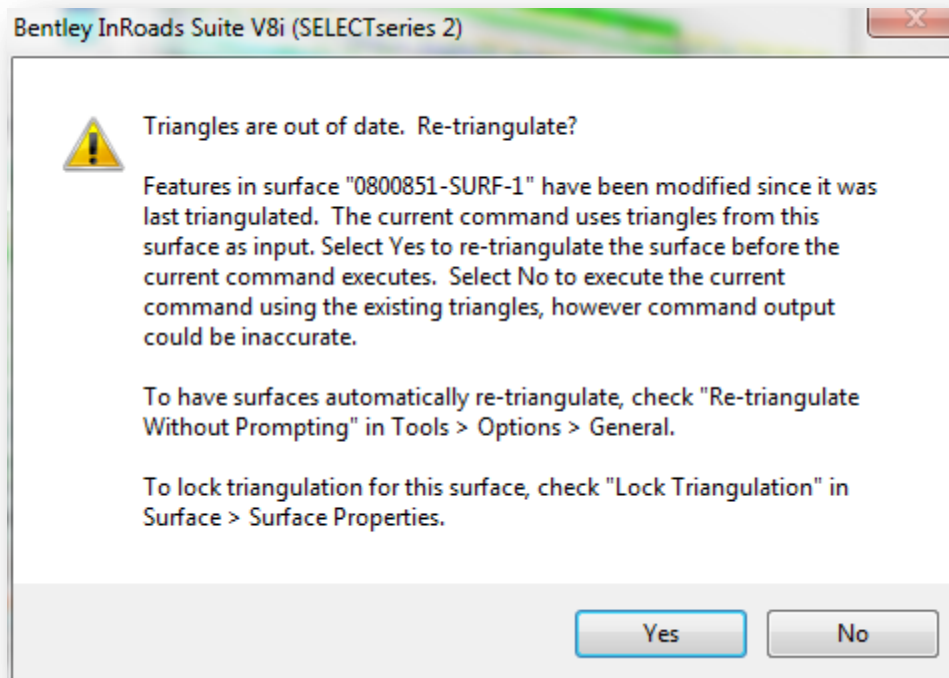 Bentley InRoads Suite V8i (SELECTseries 2)
Triangles are out of date.  Re-triangulate?
Features in surface "0800851-SURF-1" have been modified since it was
last triangulated.  The current command uses triangles from this
surface as input. Select Yes to re-triangulate the surface before the
current command executes.  Select No to execute the current
command using the existing triangles, however command output
could be inaccurate.
To have surfaces automatically re-triangulate, check "Re-triangulate
Without Prompting" in Tools > Options > General.
To lock triangulation for this surface, check "Lock Triangulation" in
Surface > Surface Properties.
Yes
No